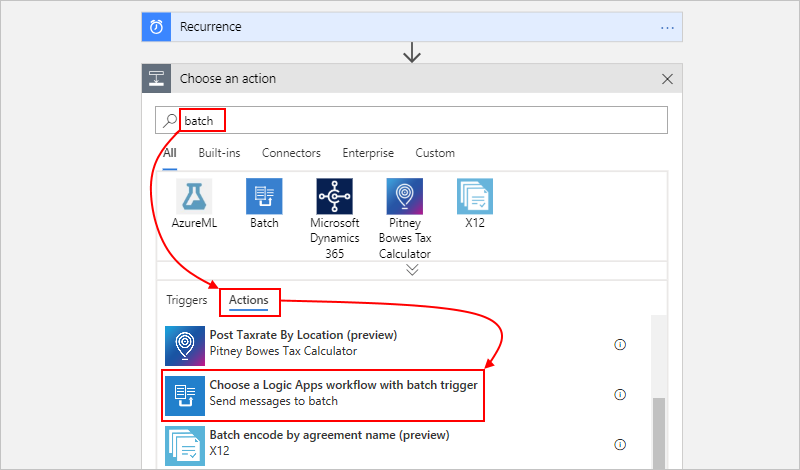 Recurrence
Choose an action
batch
All Built-ins Connectors Enterprise Custom
AzureML Batch Microsoft Dynamics 365 Pitney Bowes Tax Calculator X12
Triggers Actions
Post Taxrate By Location (preview)
Pitney Bowes Tax Calculator
Choose a Logic Apps workflow with batch trigger
Send messages to batch
Batch encode by agreement name (preview)
X12